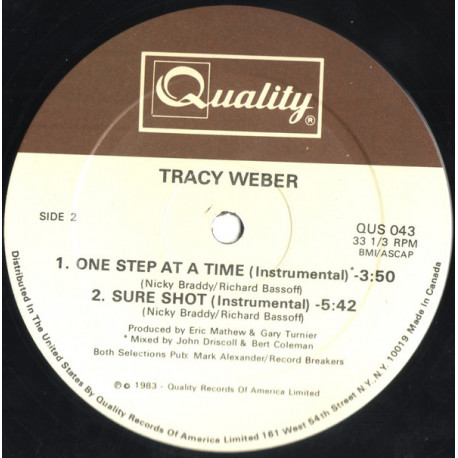 Quality®
TRACY WEBER
SIDE 2
QUS 043
33 1/3 RPM
BMI/ASCAP
1. ONE STEP AT A TIME (Instrumental)*-3:50
(Nicky Braddy/Richard Bassoff)
2. SURE SHOT (Instrumental) -5:42
(Nicky Braddy/Richard Bassoff)
Produced by Eric Mathew & Gary Turnier
* Mixed by John Driscoll & Bert Coleman
Both Selections Pub: Mark Alexander/Record Breakers
℗ © 1983 - Quality Records Of America Limited
Distributed In The United States By Quality Records Of America Limited 161 West 54th Street N.Y., N.Y. 10019 Made In Canada